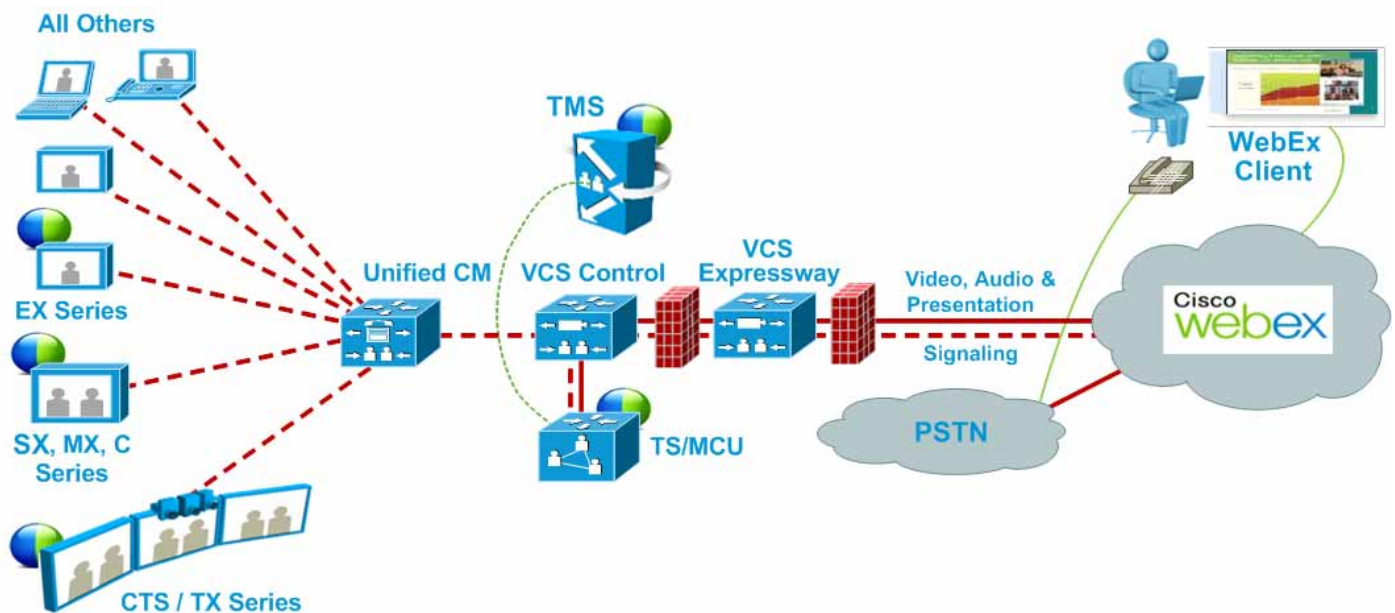 All Others
TMS
WebEx
Client
Unified CM
VCS Control
VCS
Expressway
Video, Audio &
Presentation
Signaling
Cisco
webex
EX Series
SX, MX, C
Series
TS/MCU
PSTN
CTS / TX Series